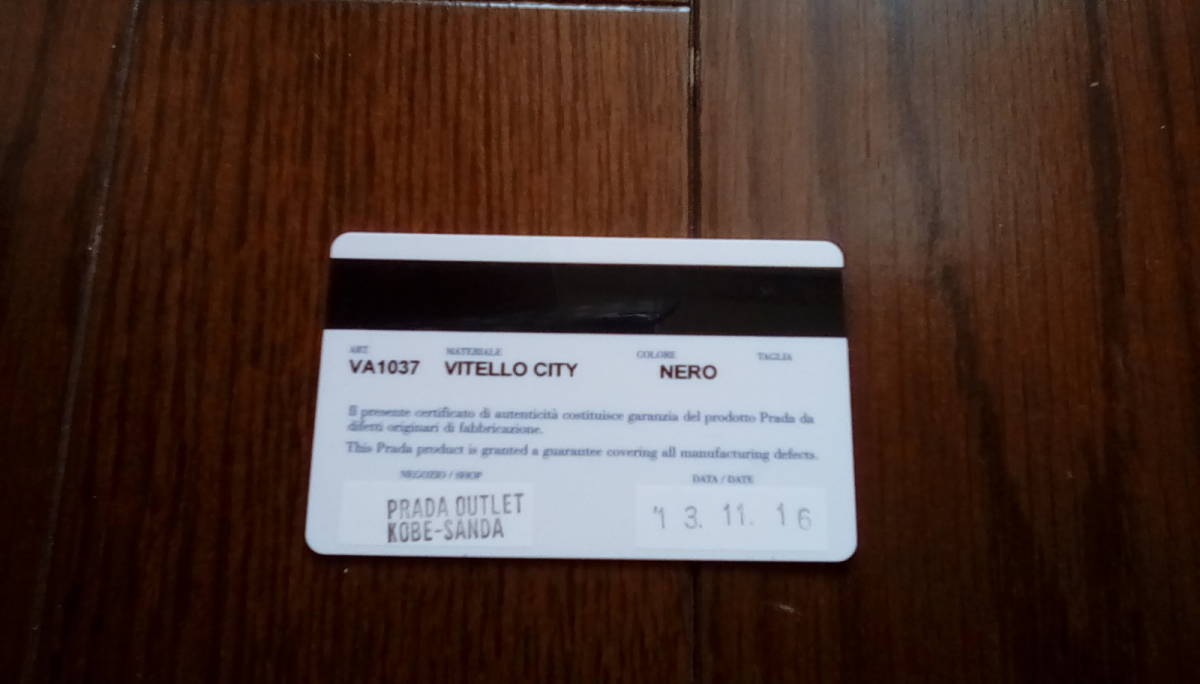 ART. MATERIALE COLORE TAGLIA
VA1037 VITELLO CITY NERO
Il presente certificato di autenticità costituisce garanzia del prodotto Prada da
difetti originari di fabbricazione.
This Prada product is granted a guarantee covering all manufacturing defects.
NEGOZIO / SHOP DATA / DATE
PRADA OUTLET
KOBE-SANDA
'13. 11. 16